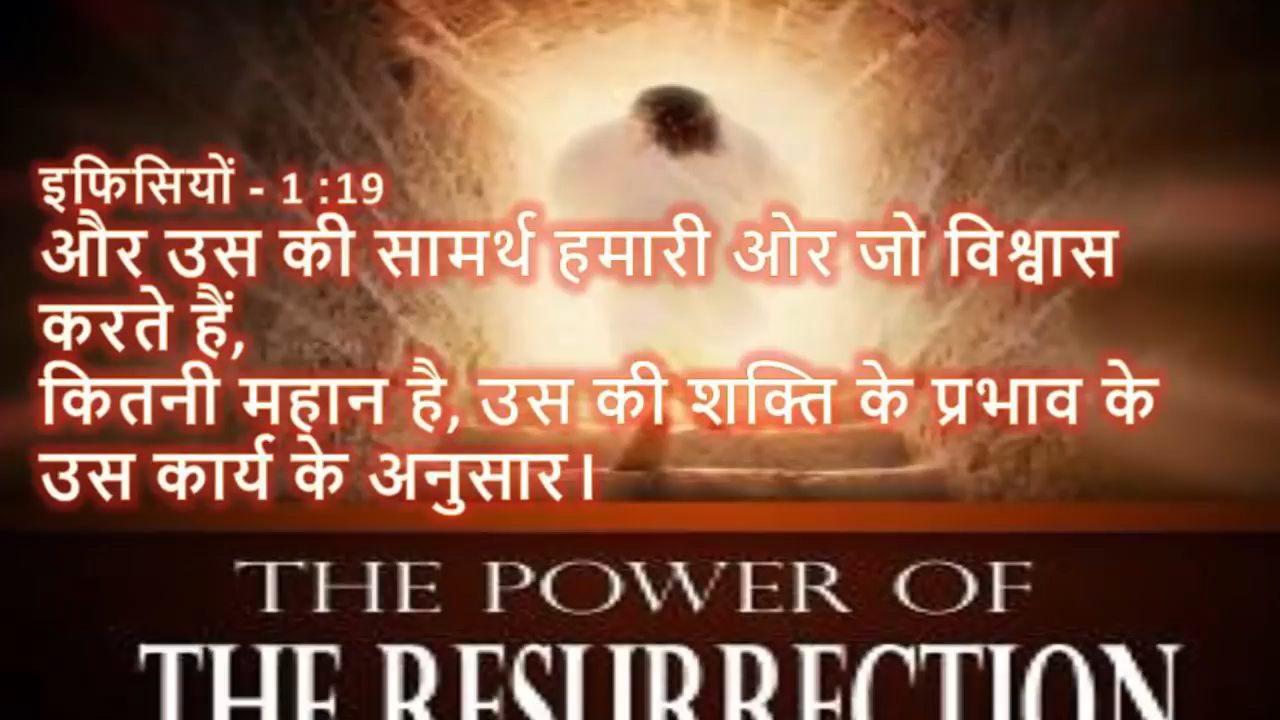 इफिसियों - 1 :19
और उस की सामर्थ हमारी ओर जो विश्वास
करते हैं,
कितनी महान है, उस की शक्ति के प्रभाव के
उस कार्य के अनुसार।
THE POWER OF
THE RESURRECTION